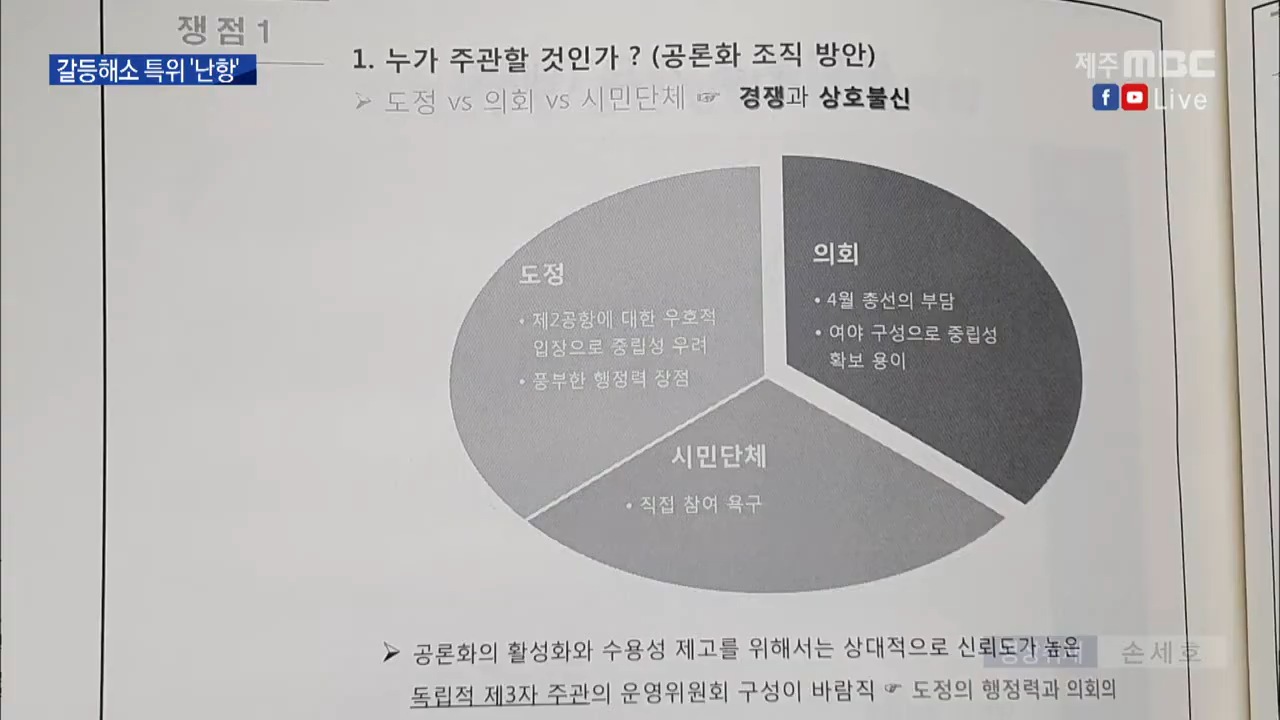 쟁점1
갈등해소 특위 '난항'
제주MBC
Live
1. 누가 주관할 것인가 ? (공론화 조직 방안)
➢ 도정 vs 의회 vs 시민단체 ☞ 경쟁과 상호불신
도정
• 제2공항에 대한 우호적
입장으로 중립성 우려
• 풍부한 행정력 장점
의회
• 4월 총선의 부담
• 여야 구성으로 중립성
확보 용이
시민단체
• 직접 참여 욕구
➢ 공론화의 활성화와 수용성 제고를 위해서는 상대적으로 신뢰도가 높은
독립적 제3자 주관의 운영위원회 구성이 바람직 ☞ 도정의 행정력과 의회의
손세호